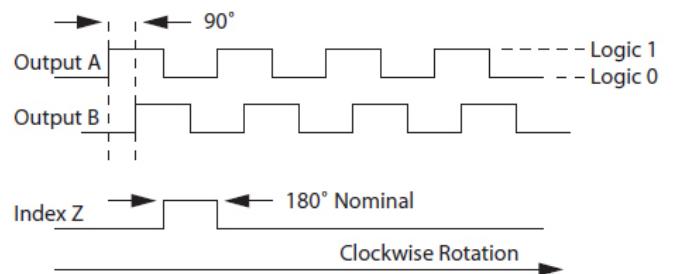 90˚
Output A
Logic 1
Logic 0
Output B
Index Z
180˚ Nominal
Clockwise Rotation